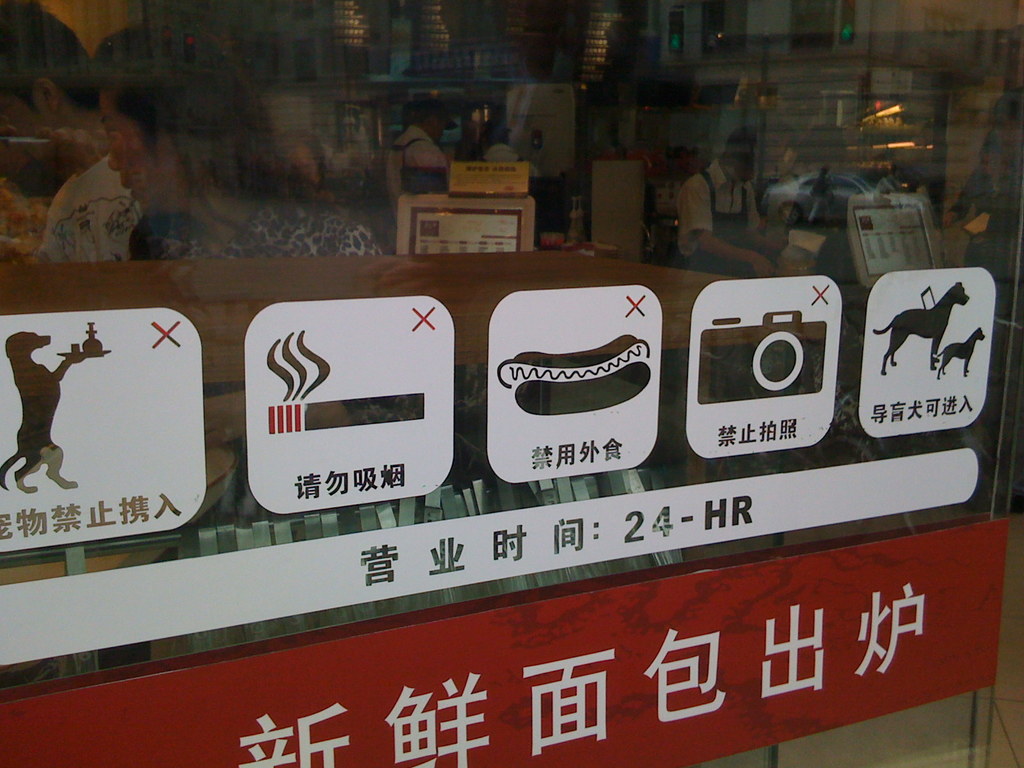 宠物禁止携入
请勿吸烟
禁用外食
禁止拍照
导盲犬可进入
营业时间: 24-HR
新鲜面包出炉